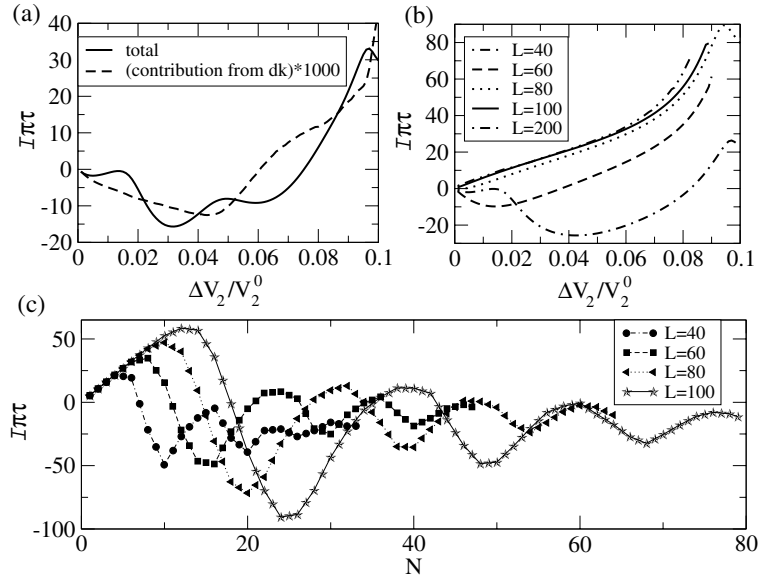 (a)
40
30
20
10
0
-10
-20
0
0.02
0.04
0.06
0.08
0.1
Iπτ
ΔV₂/V₂⁰
total
(contribution from dk)*1000
(b)
80
60
40
20
0
-20
0
0.02
0.04
0.06
0.08
0.1
Iπτ
ΔV₂/V₂⁰
L=40
L=60
L=80
L=100
L=200
(c)
50
0
-50
-100
0
20
40
60
80
Iπτ
N
L=40
L=60
L=80
L=100